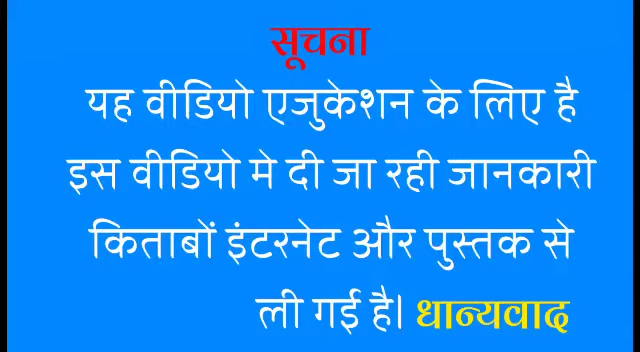 सूचना
यह वीडियो एजुकेशन के लिए है
इस वीडियो मे दी जा रही जानकारी
किताबों इंटरनेट और पुस्तक से
ली गई है। धान्यवाद